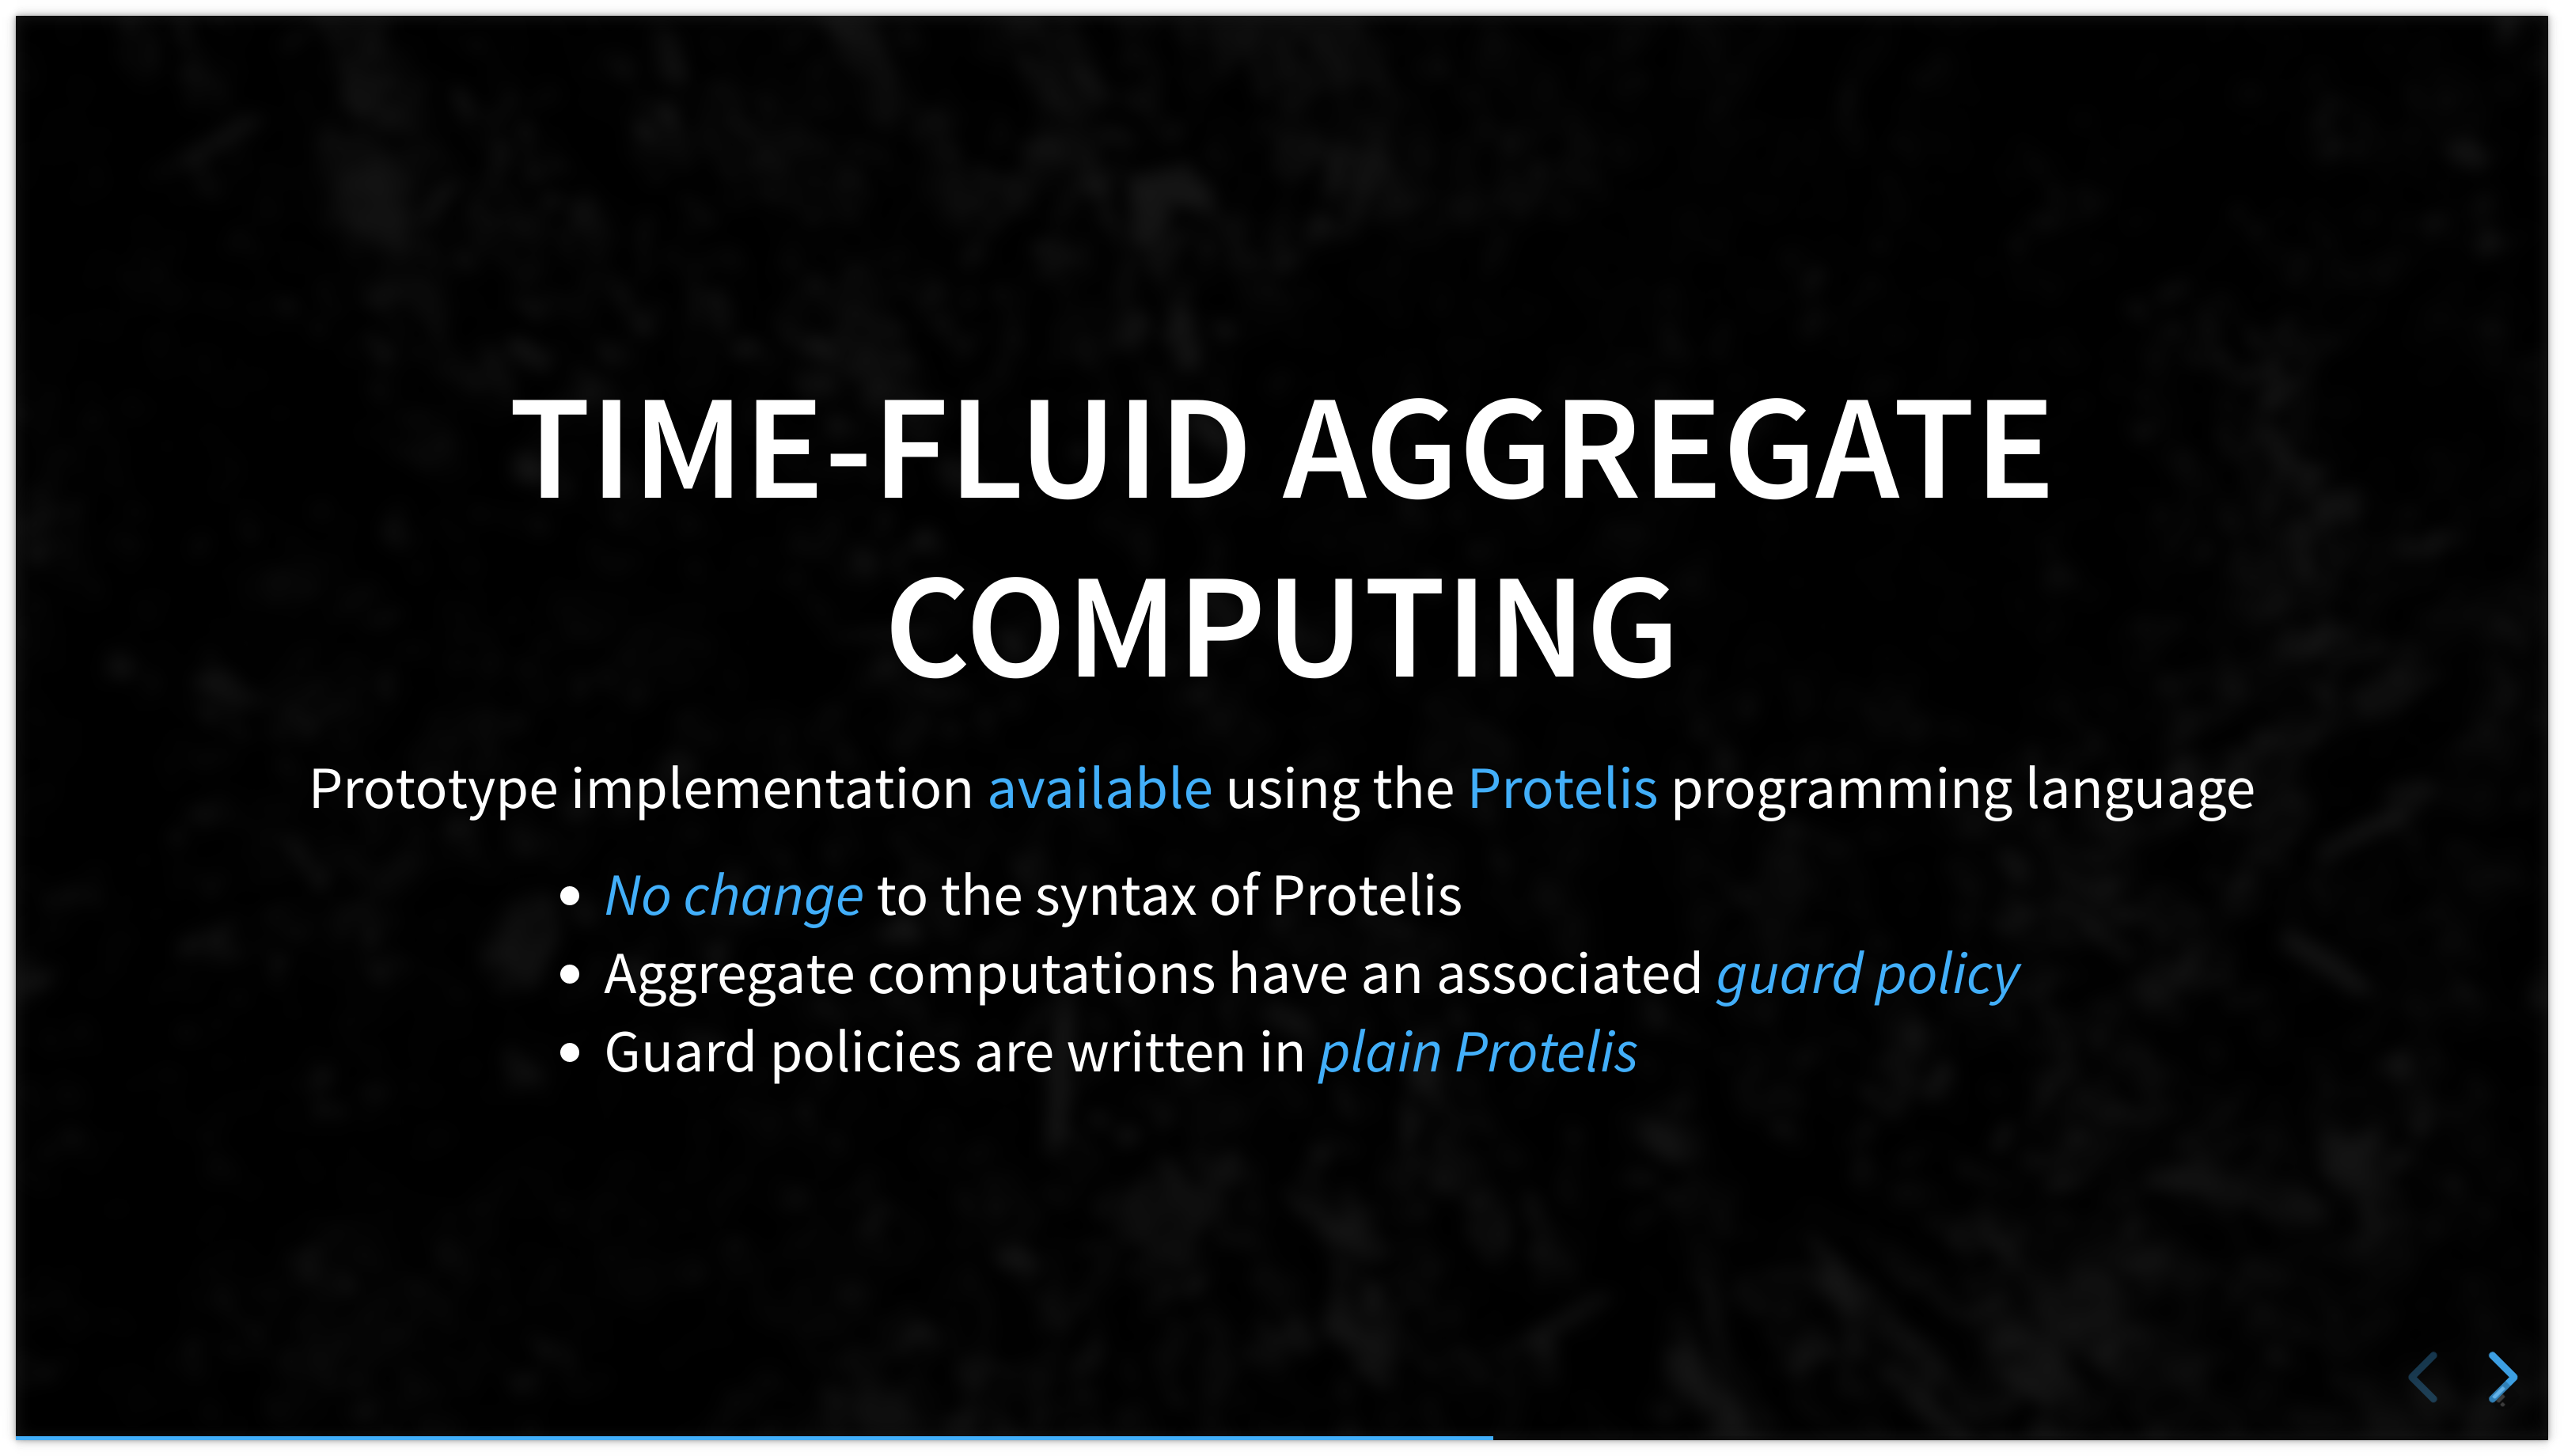 TIME-FLUID AGGREGATE
COMPUTING
Prototype implementation available using the Protelis programming language
• No change to the syntax of Protelis
• Aggregate computations have an associated guard policy
• Guard policies are written in plain Protelis